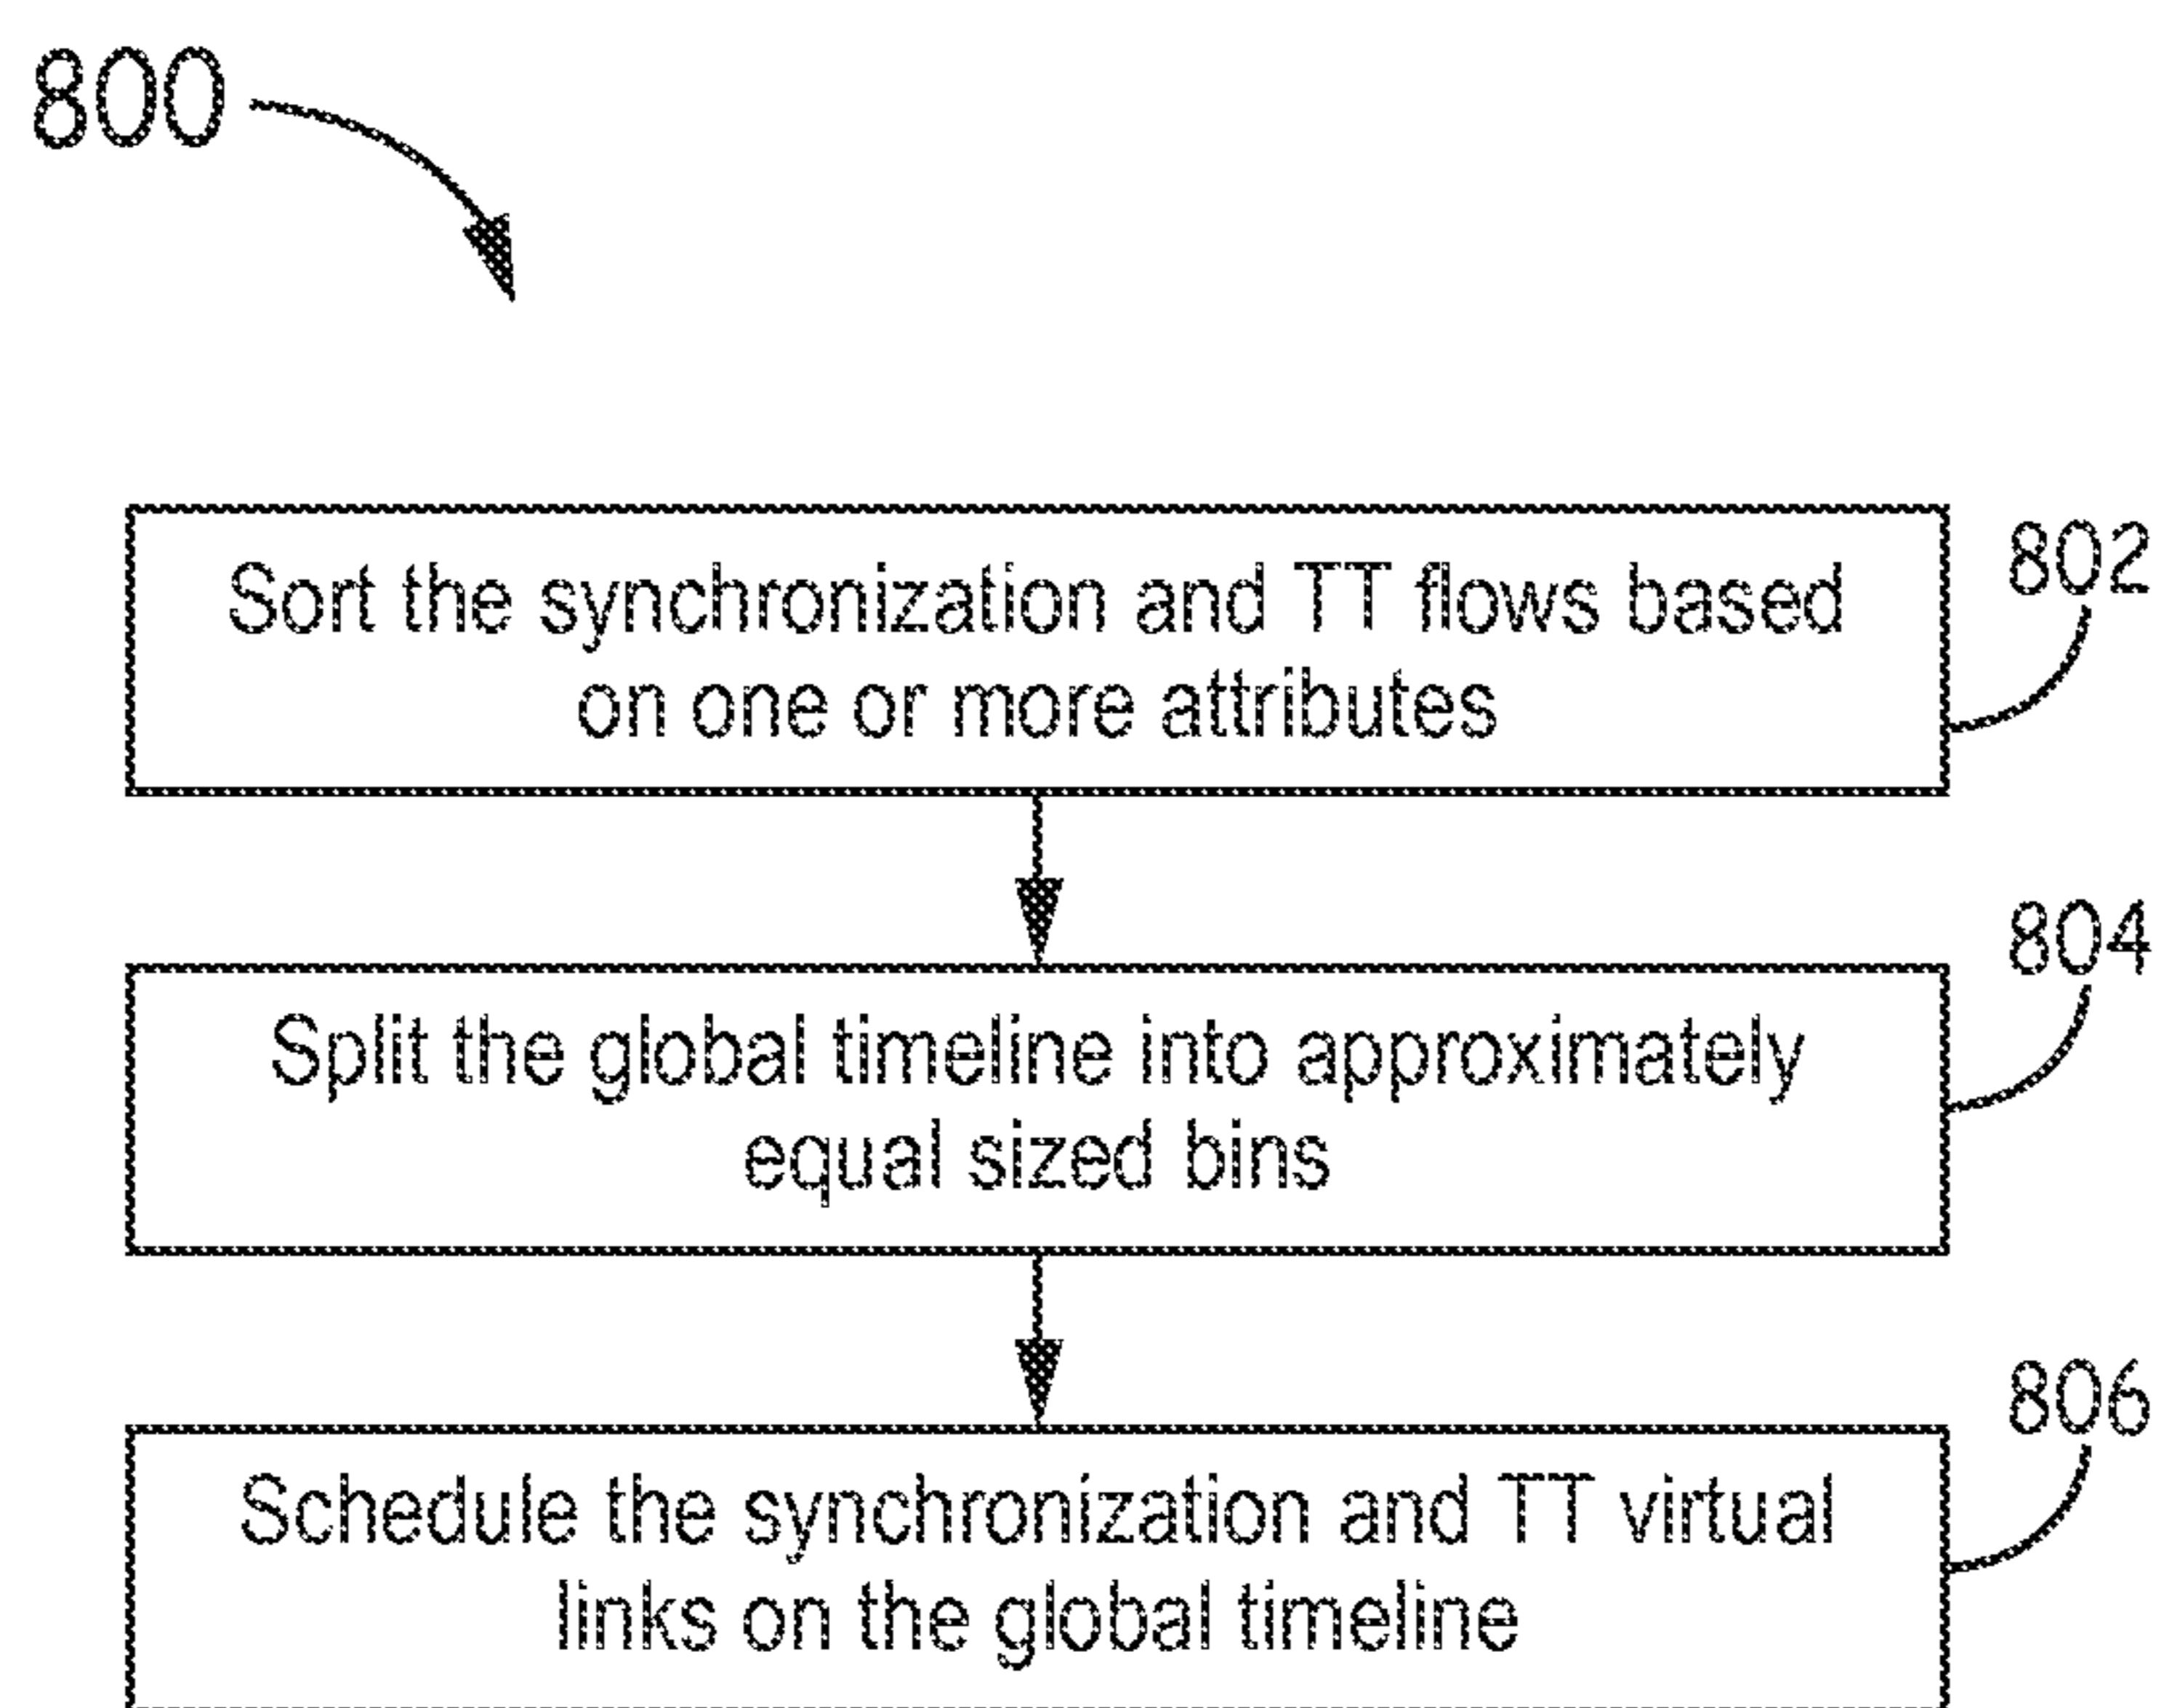 800
Sort the synchronization and TT flows based
on one or more attributes
802
Split the global timeline into approximately
equal sized bins
804
Schedule the synchronization and TT virtual
links on the global timeline
806